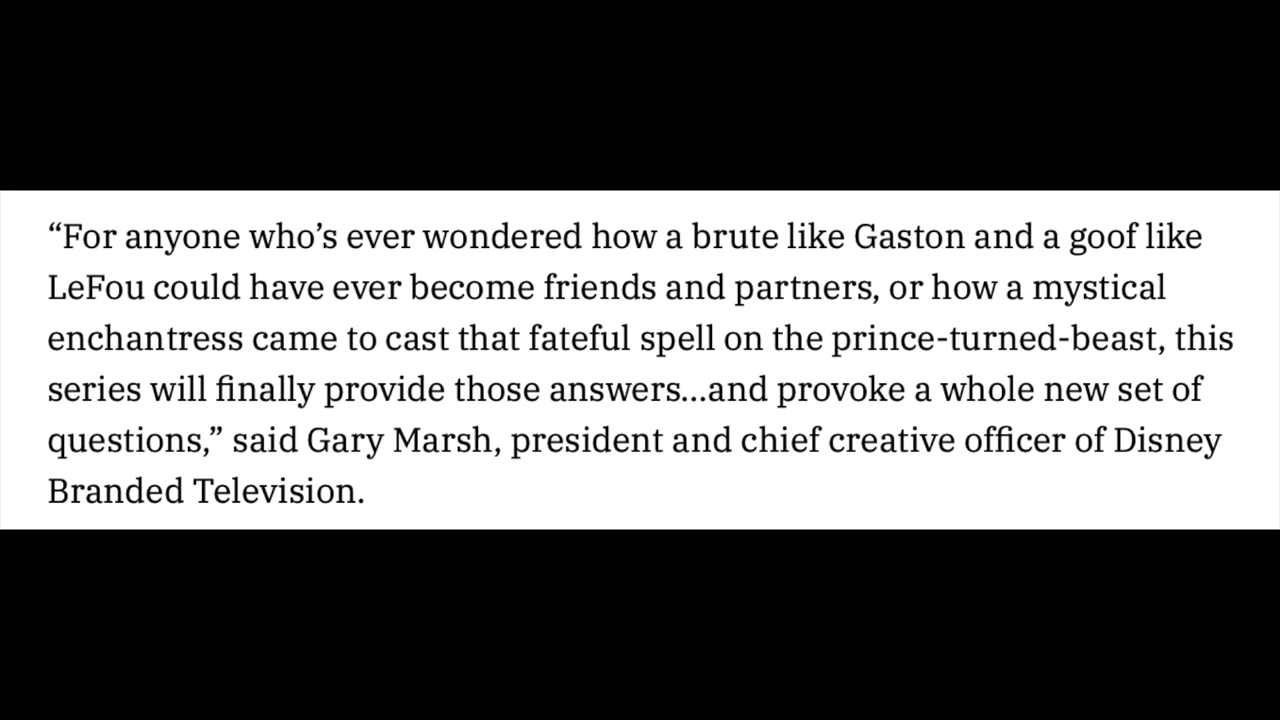 “For anyone who’s ever wondered how a brute like Gaston and a goof like
LeFou could have ever become friends and partners, or how a mystical
enchantress came to cast that fateful spell on the prince-turned-beast, this
series will finally provide those answers...and provoke a whole new set of
questions,” said Gary Marsh, president and chief creative officer of Disney
Branded Television.